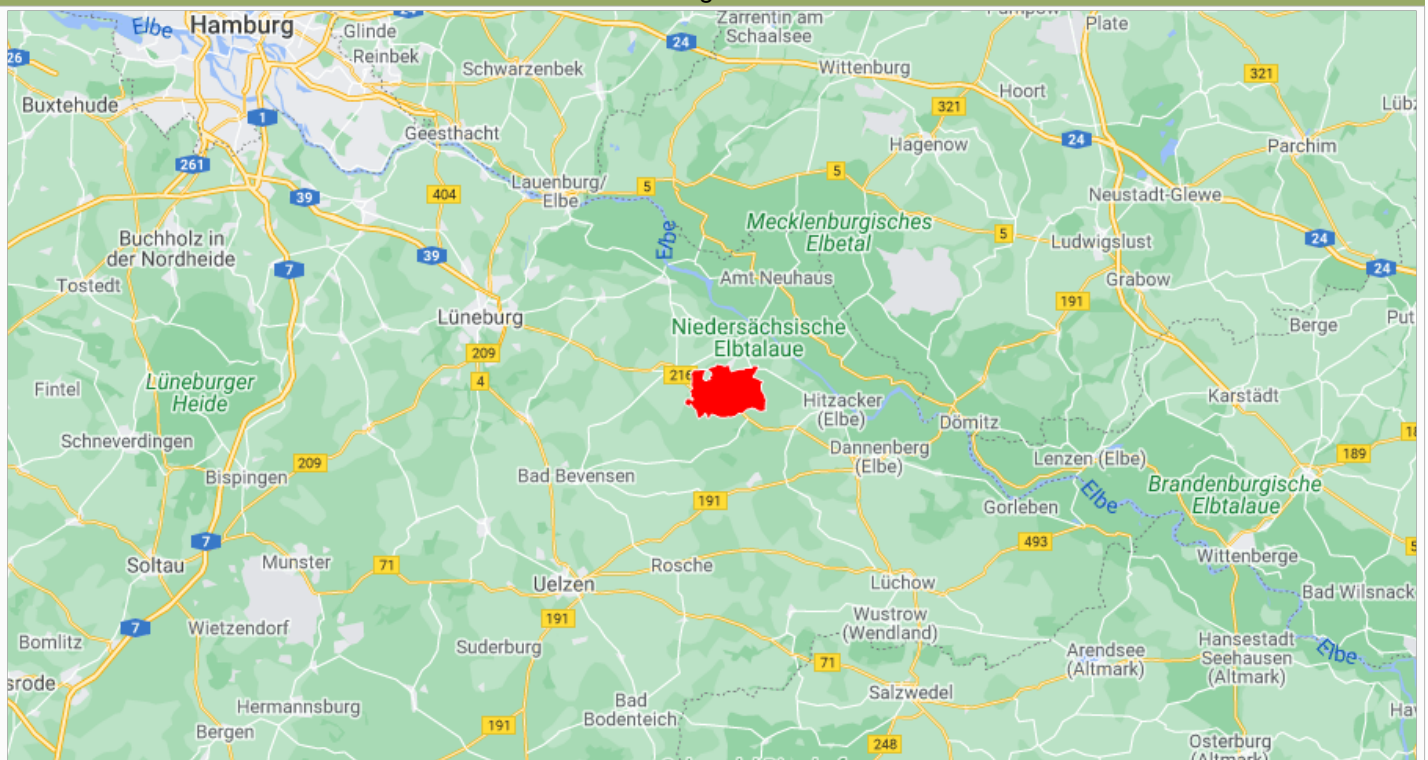 Hamburg
Elbe
Glinde
Reinbek
Zarrentin am
Schaalsee
Plate
26
24
Schwarzenbek
Wittenburg
321
Buxtehude
1
Geesthacht
321
Hoort
Hagenow
24
Parchim
261
39
404
Lauenburg/
Elbe
5
5
Neustadt-Glewe
Mecklenburgisches
Elbetal
Elbe
5
Ludwigslust
24
Buchholz in
der Nordheide
7
39
Amt Neuhaus
Grabow
24
Tostedt
191
Lüneburg
Niedersächsische
Elbtalaue
Berge
209
4
216
Fintel
Lüneburger
Heide
Hitzacker
(Elbe)
Karstädt
Dömitz
Schneverdingen
Dannenberg
(Elbe)
Lenzen (Elbe)
189
Bispingen
209
Bad Bevensen
191
Gorleben
Elbe
Brandenburgische
Elbtalaue
7
493
Wittenberge
Soltau
Munster
71
Uelzen
Rosche
Lüchow
Bad Wilsnack
7
Wietzendorf
191
Wustrow
(Wendland)
Bomlitz
Suderburg
71
Arendsee
(Altmark)
Hansestadt
Seehausen
(Altmark)
Elbe
srode
Hermannsburg
Bad
Bodenteich
Salzwedel
Bergen
191
248
Osterburg
(Altmark)